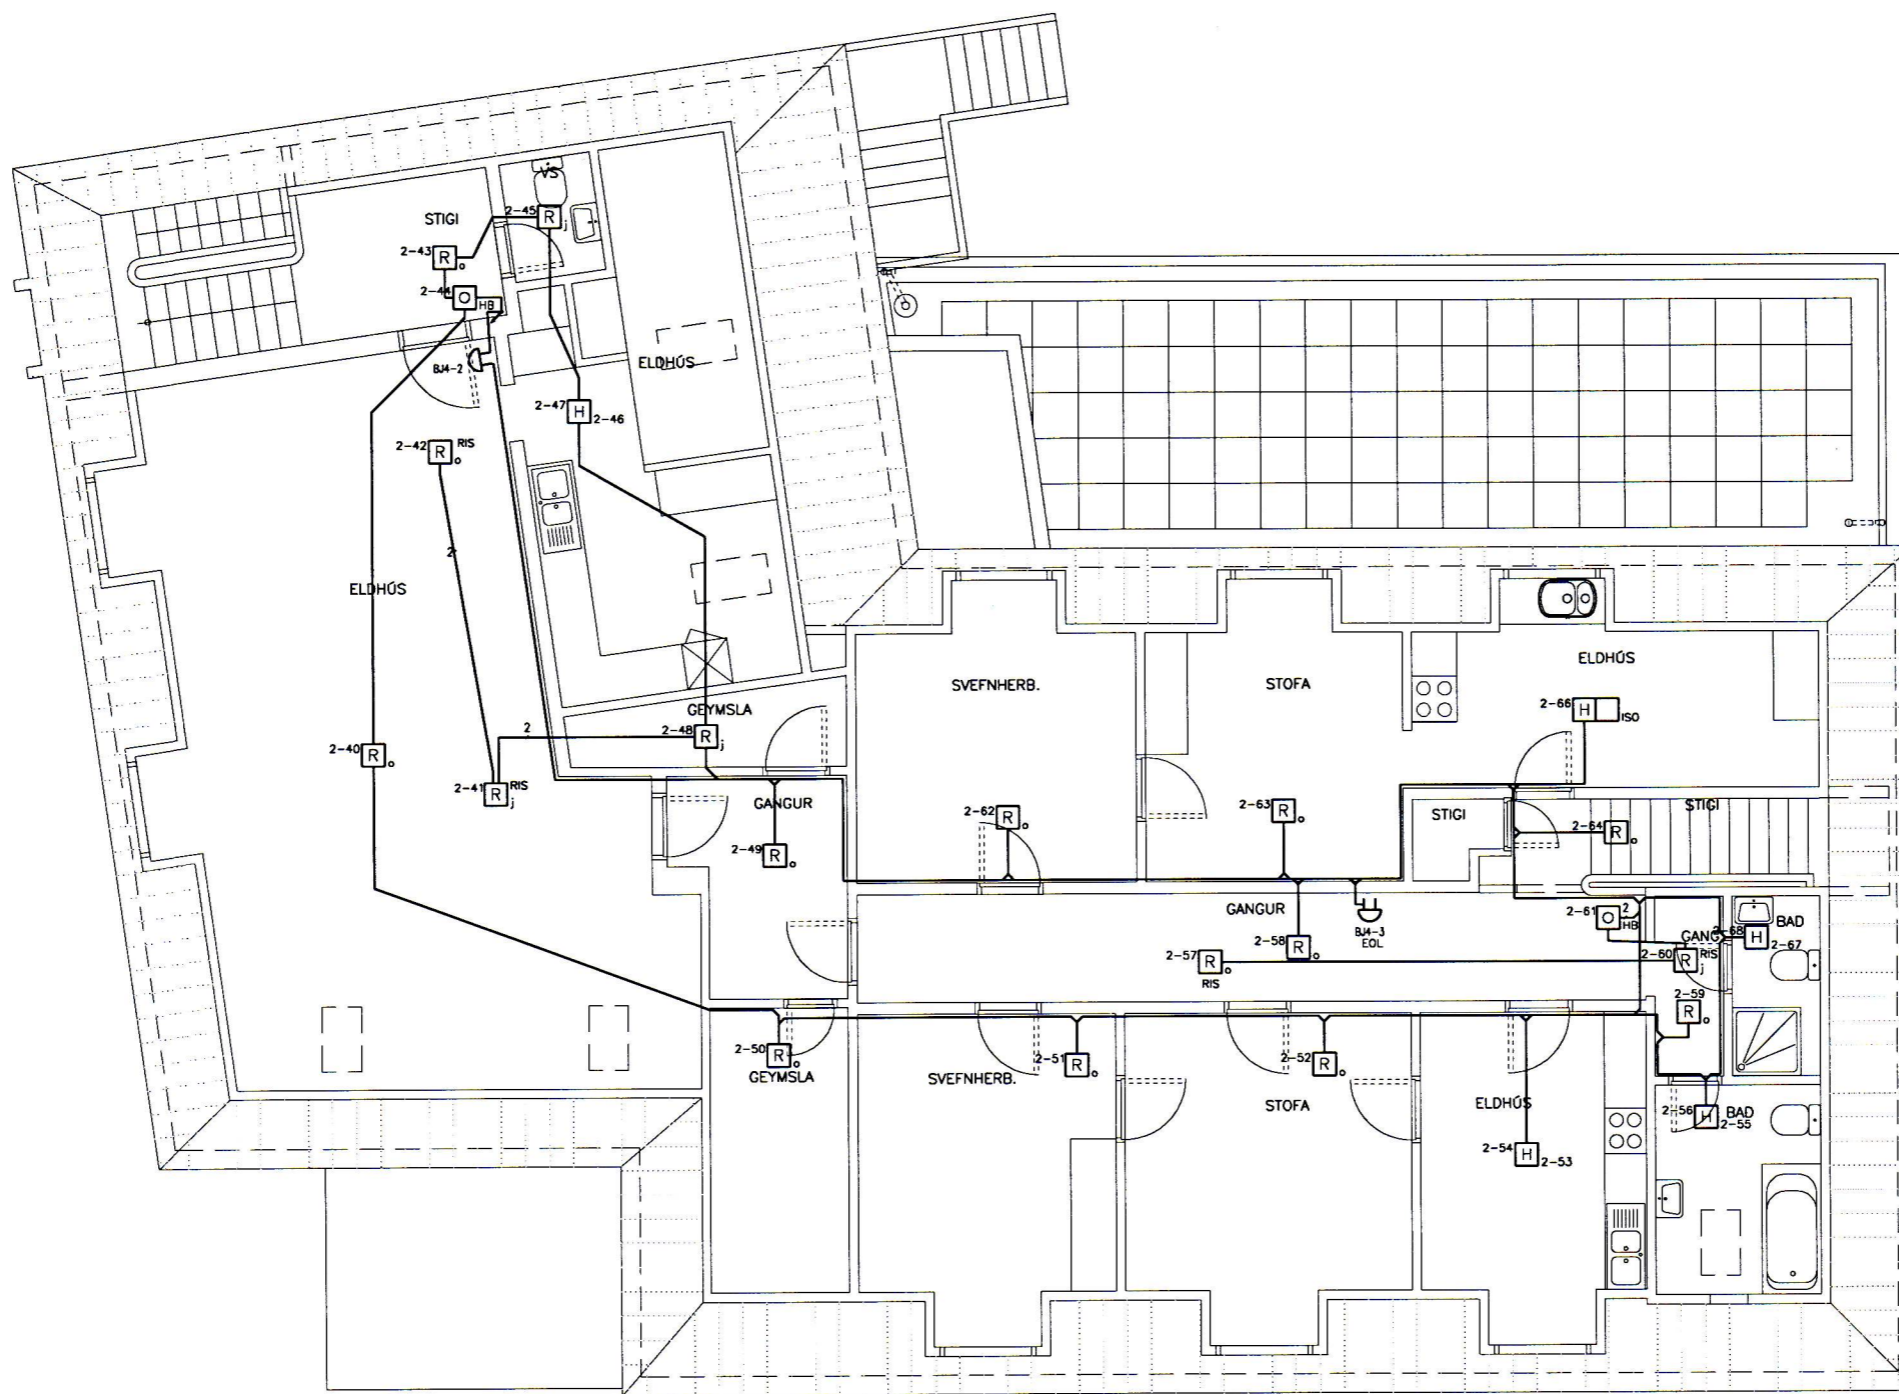 VS
2-45 R j
STIGI
2-43 R o
2-44 O HB
BJ4-2
ELDHÚS
2-47 H 2-46
2-42 R o RIS
2
ELDHÚS
SVEFNHERB.
STOFA
ELDHÚS
GEYMSLA
2-66 H ISO
2
2-48 R j
2-40 R o
2-41 R j RIS
GANGUR
2-49 R o
2-62 R o
2-63 R o
STIGI
STIGI
2-64 R o
GANGUR
2-58 R o
BJ4-3
EOL
2-57 R o
RIS
2-61 O HB
2
GANG
2-60 R j RIS
BAD
2-68 H 2-67
2-59
R o
2-50 R o
GEYMSLA
2-51 R o
SVEFNHERB.
2-52 R o
STOFA
ELDHÚS
2-54 H 2-53
2-56 H 2-55
BAD